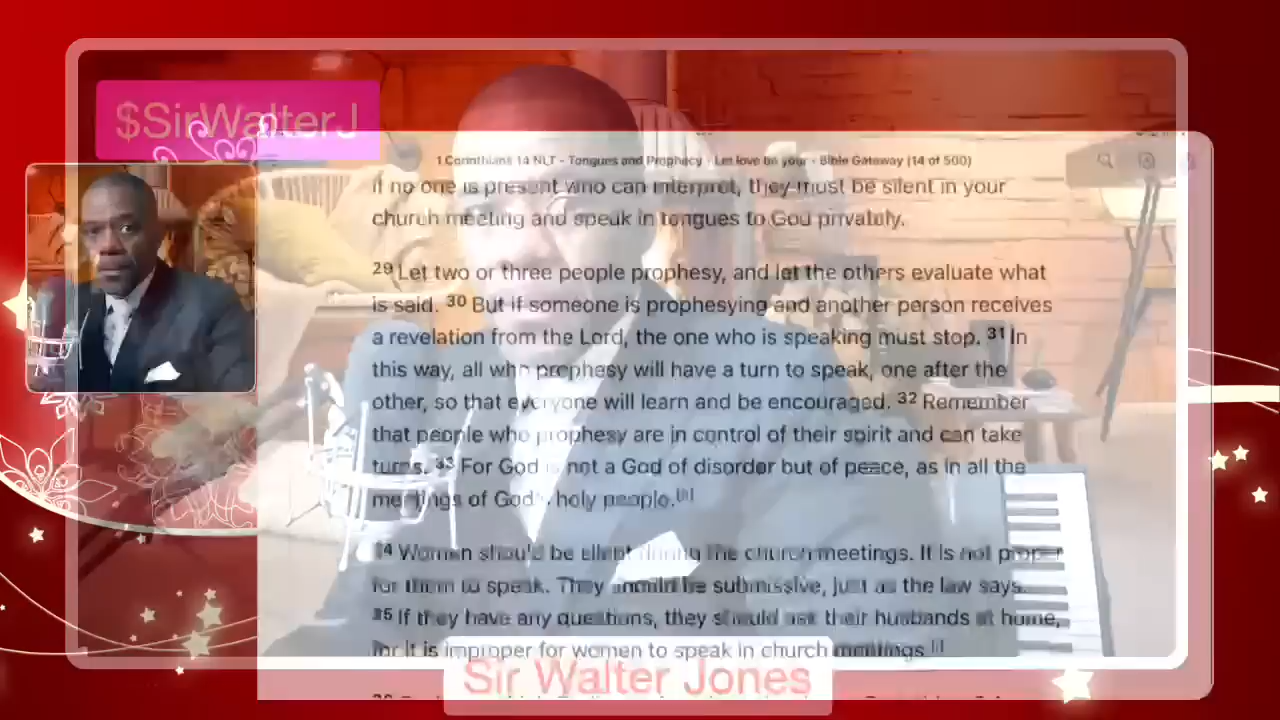 $SirWalterJ
1 Corinthians 14 NLT - Tongues and Prophecy - Let love be your - Bible Gateway (14 of 500)
if no one is present who can interpret, they must be silent in your
church meeting and speak in tongues to God privately.
29 Let two or three people prophesy, and let the others evaluate what
is said. 30 But if someone is prophesying and another person receives
a revelation from the Lord, the one who is speaking must stop. 31 In
this way, all who prophesy will have a turn to speak, one after the
other, so that everyone will learn and be encouraged. 32 Remember
that people who prophesy are in control of their spirit and can take
turns. 33 For God is not a God of disorder but of peace, as in all the
meetings of God's holy people.
34 Women should be silent during the church meetings. It is not proper
for them to speak. They should be submissive, just as the law says.
35 If they have any questions, they should ask their husbands at home,
for it is improper for women to speak in church meetings.
Sir Walter Jones